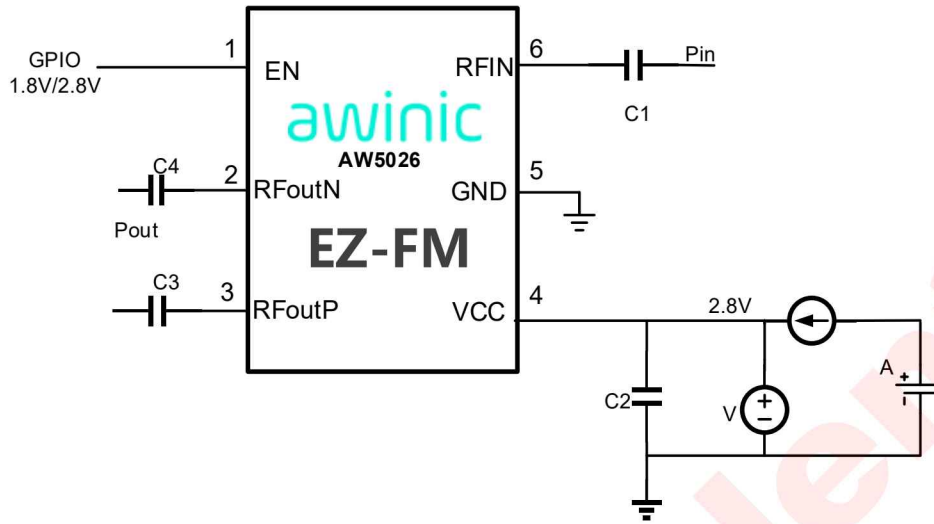 GPIO
1.8V/2.8V
1
EN
RFIN
6
Pin
C1
awinic
AW5026
C4
2
RFoutN
Pout
GND
5
EZ-FM
C3
3
RFoutP
VCC
4
2.8V
C2
V
+
−
A
+
-